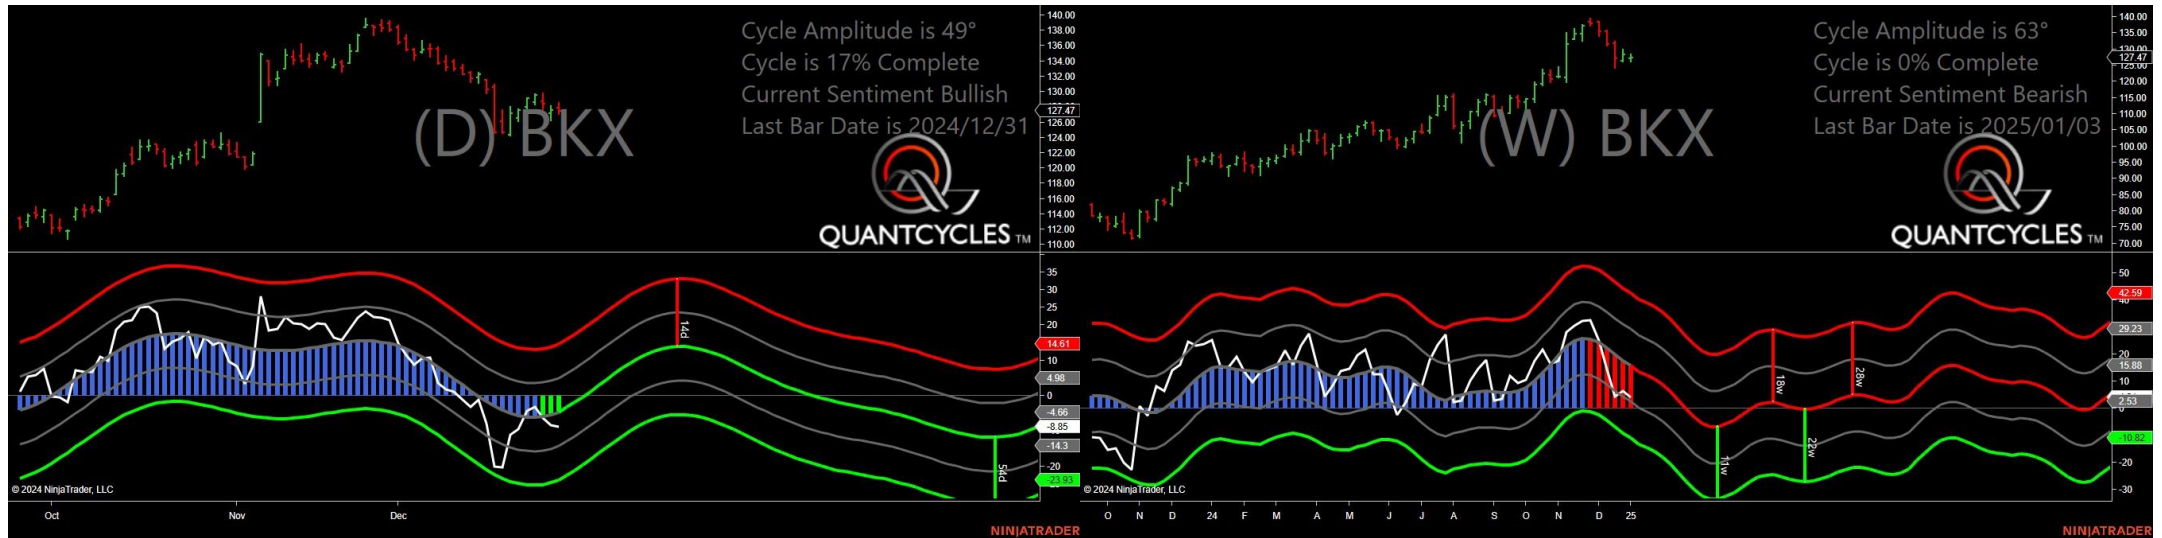 Cycle Amplitude is 49°
Cycle is 17% Complete
Current Sentiment Bullish
Last Bar Date is 2024/12/31
(D) BKX
QUANTCYCLES TM
140.00
138.00
136.00
134.00
132.00
130.00
127.47
126.00
124.00
122.00
120.00
118.00
116.00
114.00
112.00
110.00
35
30
25
20
14.61
10
4.98
0
-4.66
-8.85
-14.3
-20
-23.93
14d
54d
© 2024 NinjaTrader, LLC
Oct
Nov
Dec
NINJATRADER
Cycle Amplitude is 63°
Cycle is 0% Complete
Current Sentiment Bearish
Last Bar Date is 2025/01/03
(W) BKX
QUANTCYCLES TM
140.00
135.00
130.00
127.47
125.00
120.00
115.00
110.00
105.00
100.00
95.00
90.00
85.00
80.00
75.00
70.00
50
42.59
29.23
20
15.88
10
2.53
0
-10.82
-20
-30
11w
18w
22w
28w
© 2024 NinjaTrader, LLC
O N D 24 F M A M J J A S O N D 25
NINJATRADER